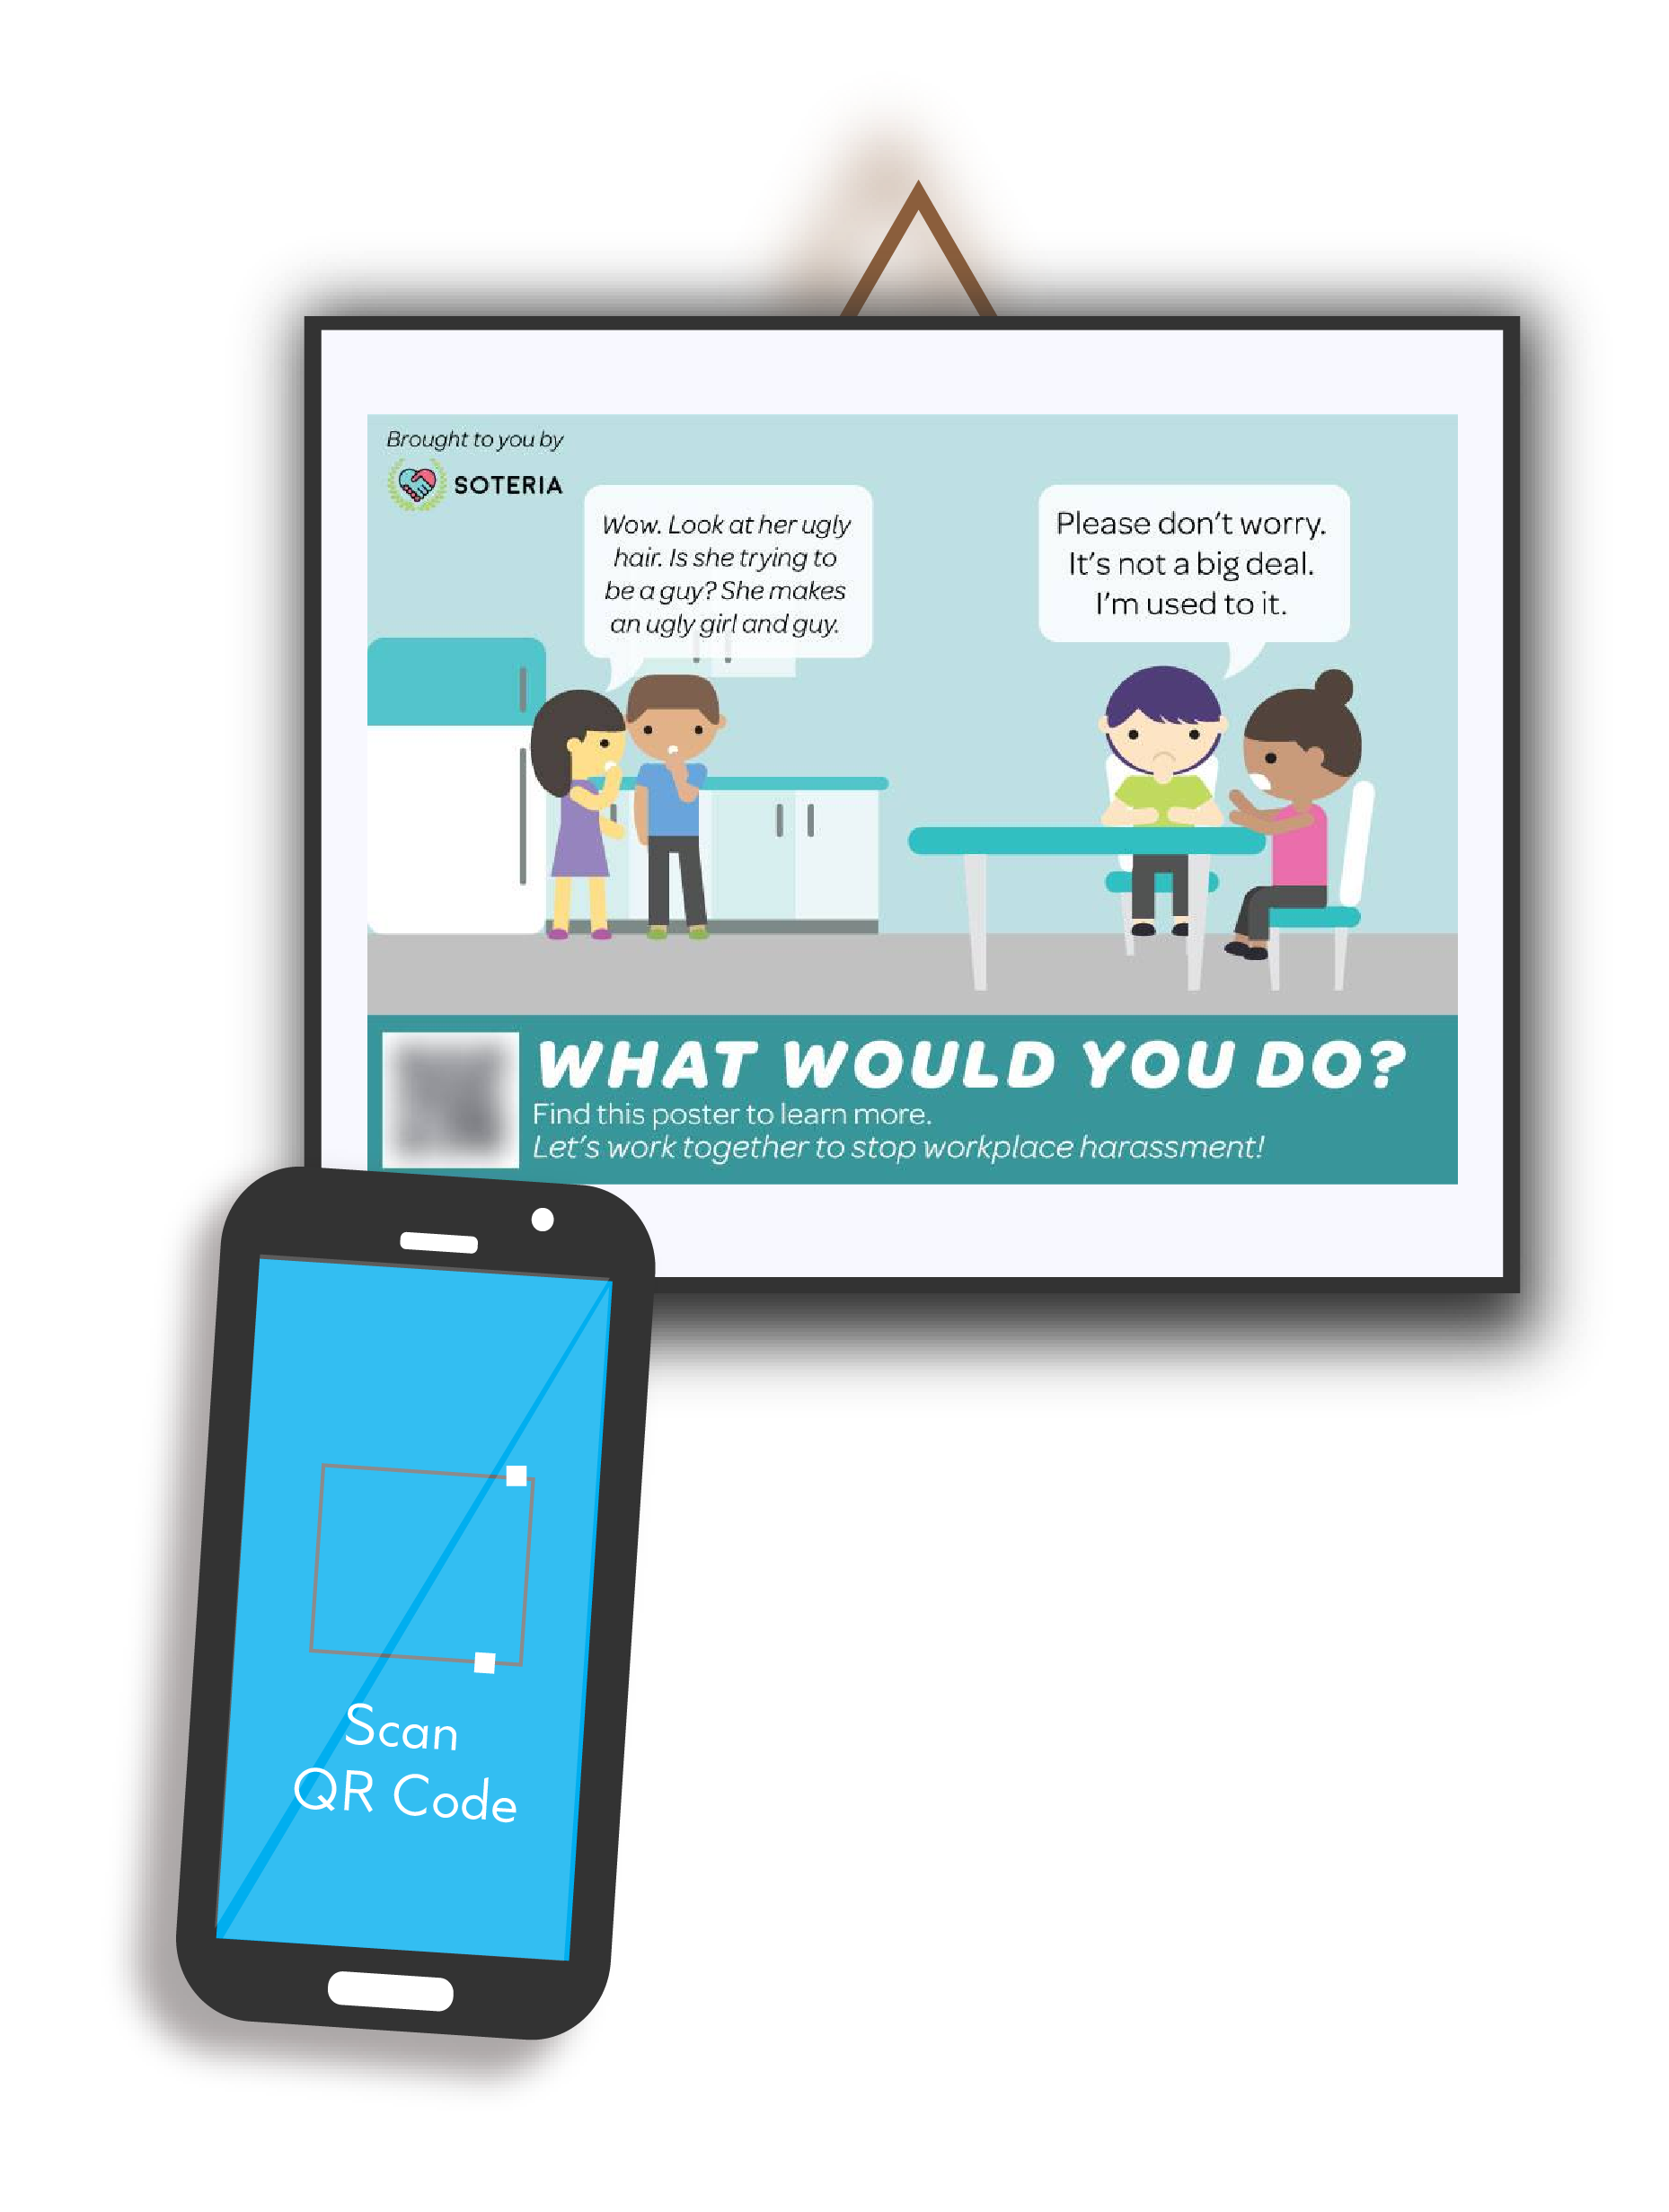 Brought to you by
SOTERIA
Wow. Look at her ugly
hair. Is she trying to
be a guy? She makes
an ugly girl and guy.
Please don't worry.
It's not a big deal.
I'm used to it.
WHAT WOULD YOU DO?
Find this poster to learn more.
Let's work together to stop workplace harassment!
Scan
QR Code